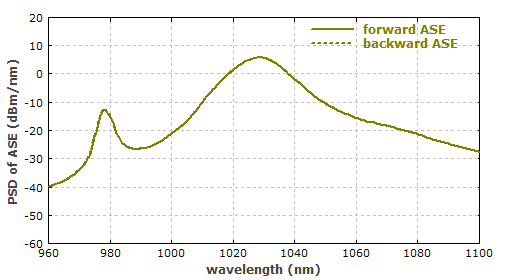 forward ASE
backward ASE
PSD of ASE (dBm/nm)
20
10
0
-10
-20
-30
-40
-50
-60
960 980 1000 1020 1040 1060 1080 1100
wavelength (nm)